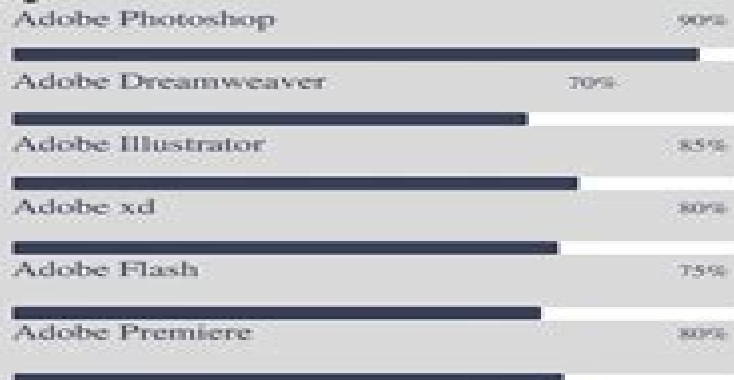 Adobe Photoshop 90%
Adobe Dreamweaver 70%
Adobe Illustrator 85%
Adobe xd 80%
Adobe Flash 75%
Adobe Premiere 80%